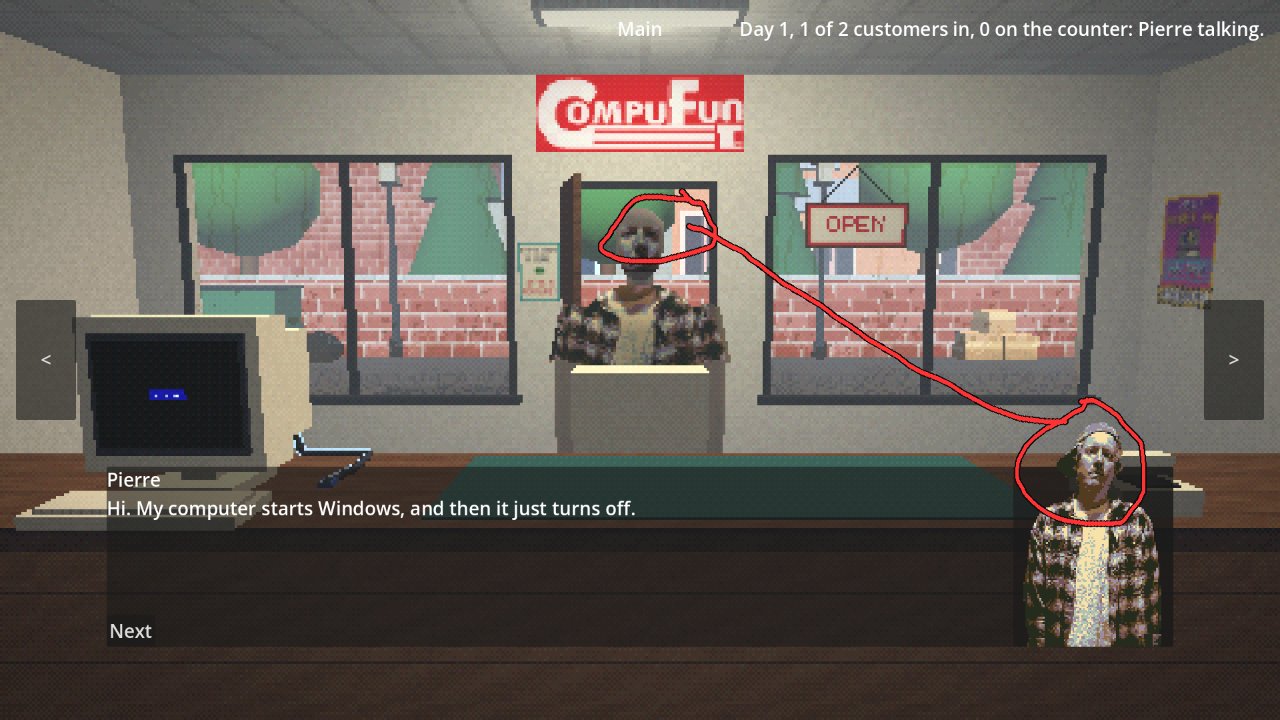 Main
Day 1, 1 of 2 customers in, 0 on the counter: Pierre talking.
COMPUFUN
OPEN
<
>
Pierre
Hi. My computer starts Windows, and then it just turns off.
Next